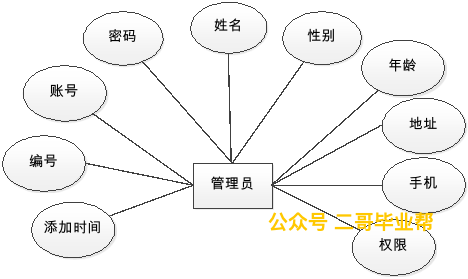 姓名
密码
性别
账号
年龄
地址
编号
管理员
手机
添加时间
公众号 二哥毕业帮
权限